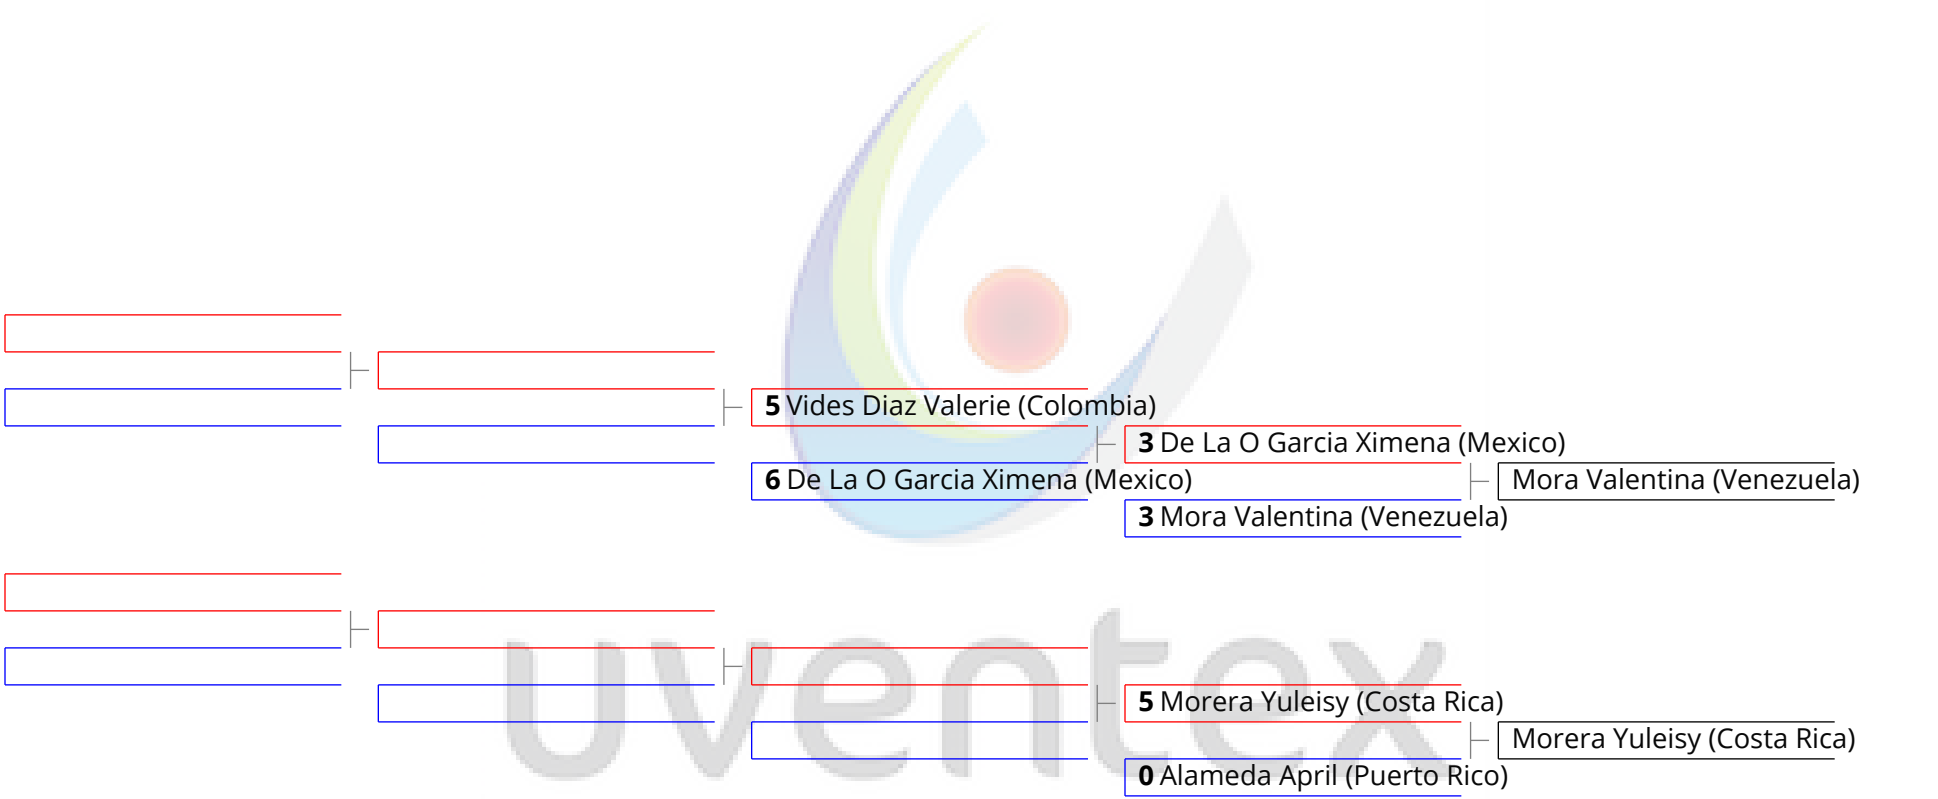 5 Vides Diaz Valerie (Colombia)
3 De La O Garcia Ximena (Mexico)
6 De La O Garcia Ximena (Mexico)
Mora Valentina (Venezuela)
3 Mora Valentina (Venezuela)
5 Morera Yuleisy (Costa Rica)
Morera Yuleisy (Costa Rica)
0 Alameda April (Puerto Rico)
uventex